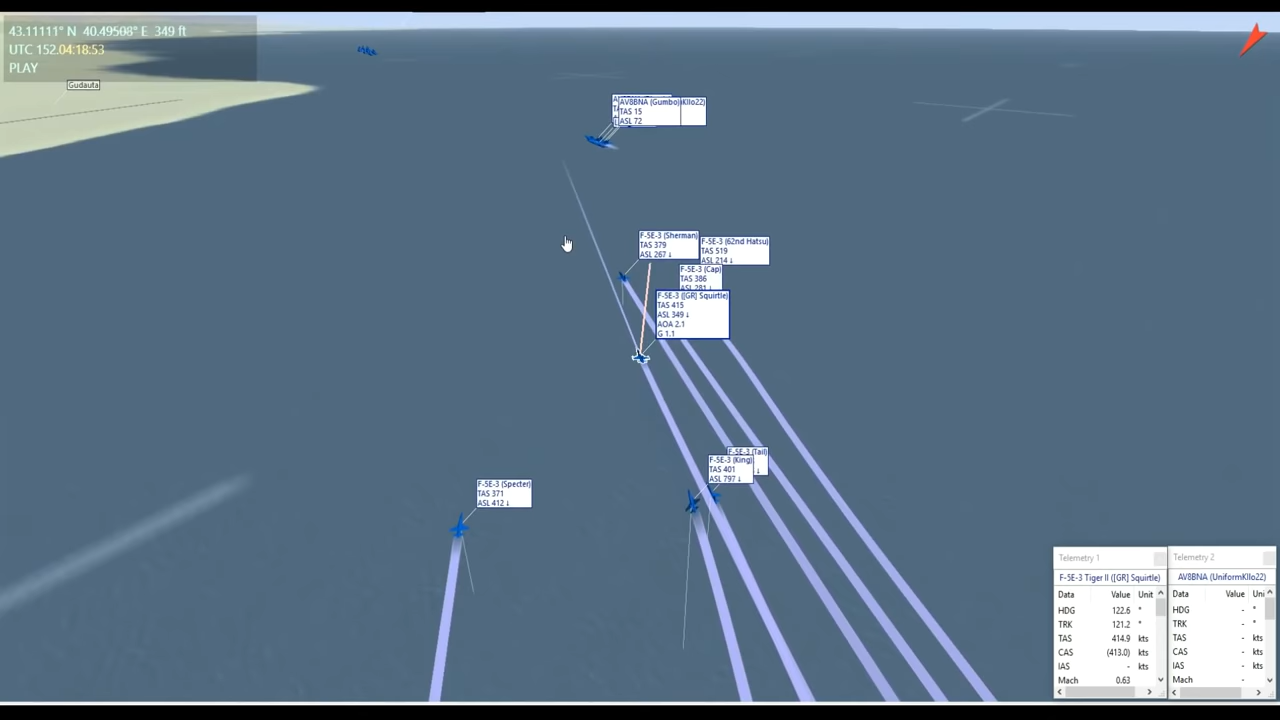 43.11111° N 40.49508° E 349 ft
UTC 152.04:18:53
PLAY
Gudauta
AV8BNA (Gumbo)
TAS 15
ASL 72
F-5E-3 (Sherman)
TAS 379
ASL 267 ↓
F-5E-3 (62nd Hatsu)
TAS 519
ASL 214 ↓
F-5E-3 (Cap)
TAS 386
ASL 281 ↓
F-5E-3 ([GR] Squirtle)
TAS 415
ASL 349 ↓
AOA 2.1
G 1.1
F-5E-3 (Tail)
F-5E-3 (King)
TAS 401
ASL 797 ↓
F-5E-3 (Specter)
TAS 371
ASL 412 ↓
Telemetry 1
F-5E-3 Tiger II ([GR] Squirtle)
Data Value Unit
HDG 122.6 °
TRK 121.2 °
TAS 414.9 kts
CAS (413.0) kts
IAS - kts
Mach 0.63
Telemetry 2
AV8BNA (UniformKIlo22)
Data Value Uni
HDG - °
TRK - °
TAS - kts
CAS - kts
IAS - kts
Mach -